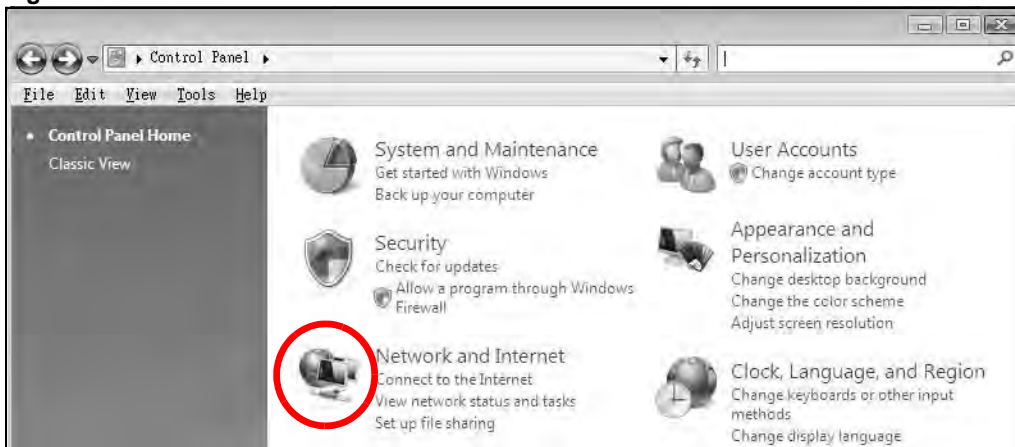 Control Panel
File Edit View Tools Help
Control Panel Home
Classic View
System and Maintenance
Get started with Windows
Back up your computer
Security
Check for updates
Allow a program through Windows
Firewall
Network and Internet
Connect to the Internet
View network status and tasks
Set up file sharing
User Accounts
Change account type
Appearance and
Personalization
Change desktop background
Change the color scheme
Adjust screen resolution
Clock, Language, and Region
Change keyboards or other input
methods
Change display language